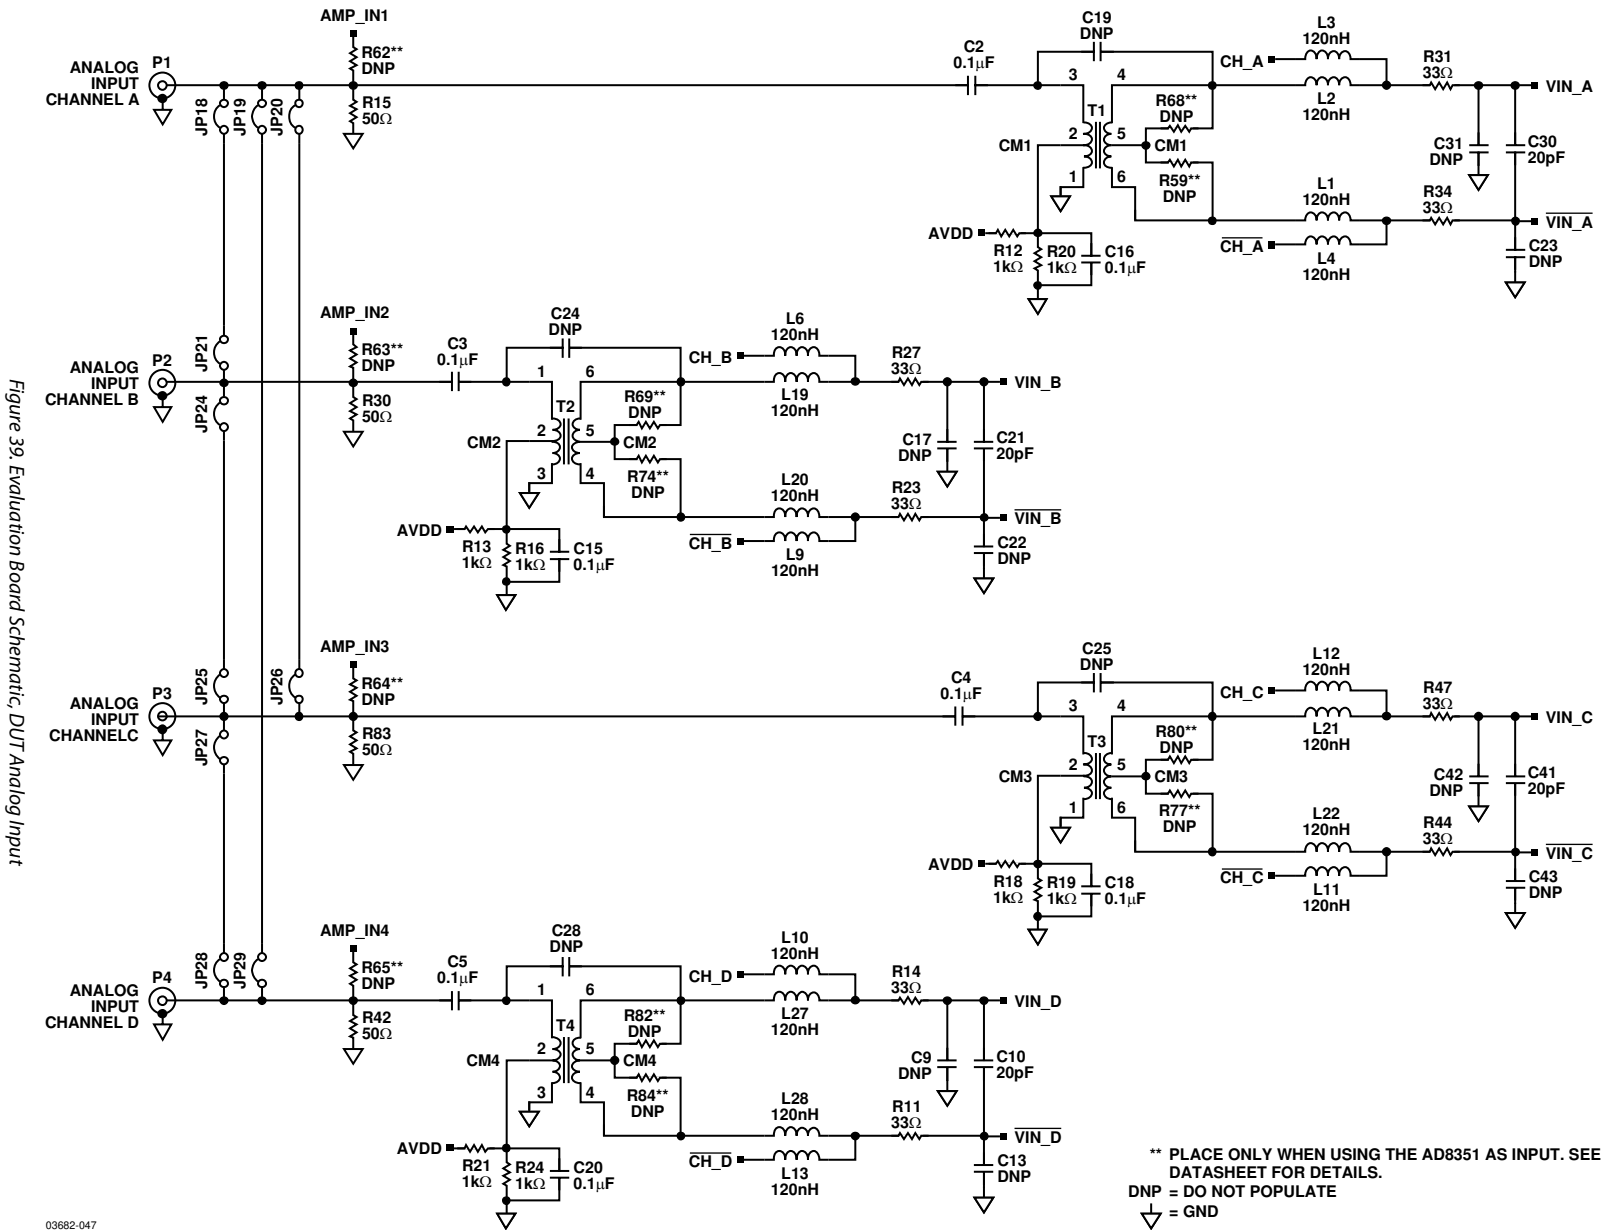 AMP_IN1
R62**
DNP
ANALOG
INPUT
CHANNEL A
P1
JP18
JP19
JP20
R15
50Ω
C2
0.1μF
C19
DNP
3
4
T1
2
5
1
6
CM1
R68**
DNP
CM1
R59**
DNP
AVDD
R12
1kΩ
R20
1kΩ
C16
0.1μF
L3
120nH
CH_A
L2
120nH
R31
33Ω
VIN_A
C31
DNP
C30
20pF
L1
120nH
R34
33Ω
VIN_A
CH_A
L4
120nH
C23
DNP
AMP_IN2
R63**
DNP
JP21
ANALOG
INPUT
CHANNEL B
P2
JP24
R30
50Ω
C3
0.1μF
C24
DNP
1
6
T2
2
5
3
4
CM2
R69**
DNP
CM2
R74**
DNP
AVDD
R13
1kΩ
R16
1kΩ
C15
0.1μF
L6
120nH
CH_B
L19
120nH
R27
33Ω
VIN_B
C17
DNP
C21
20pF
L20
120nH
R23
33Ω
VIN_B
CH_B
L9
120nH
C22
DNP
Figure 39. Evaluation Board Schematic, DUT Analog Input
AMP_IN3
R64**
DNP
JP25
JP26
ANALOG
INPUT
CHANNELC
P3
JP27
R83
50Ω
C4
0.1μF
C25
DNP
3
4
T3
2
5
1
6
CM3
R80**
DNP
CM3
R77**
DNP
AVDD
R18
1kΩ
R19
1kΩ
C18
0.1μF
L12
120nH
CH_C
L21
120nH
R47
33Ω
VIN_C
C42
DNP
C41
20pF
L22
120nH
R44
33Ω
VIN_C
CH_C
L11
120nH
C43
DNP
AMP_IN4
R65**
DNP
JP28
JP29
ANALOG
INPUT
CHANNEL D
P4
R42
50Ω
C5
0.1μF
C28
DNP
1
6
T4
2
5
3
4
CM4
R82**
DNP
CM4
R84**
DNP
AVDD
R21
1kΩ
R24
1kΩ
C20
0.1μF
L10
120nH
CH_D
L27
120nH
R14
33Ω
VIN_D
C9
DNP
C10
20pF
L28
120nH
R11
33Ω
VIN_D
CH_D
L13
120nH
C13
DNP
** PLACE ONLY WHEN USING THE AD8351 AS INPUT. SEE
DATASHEET FOR DETAILS.
DNP = DO NOT POPULATE
= GND
03682-047